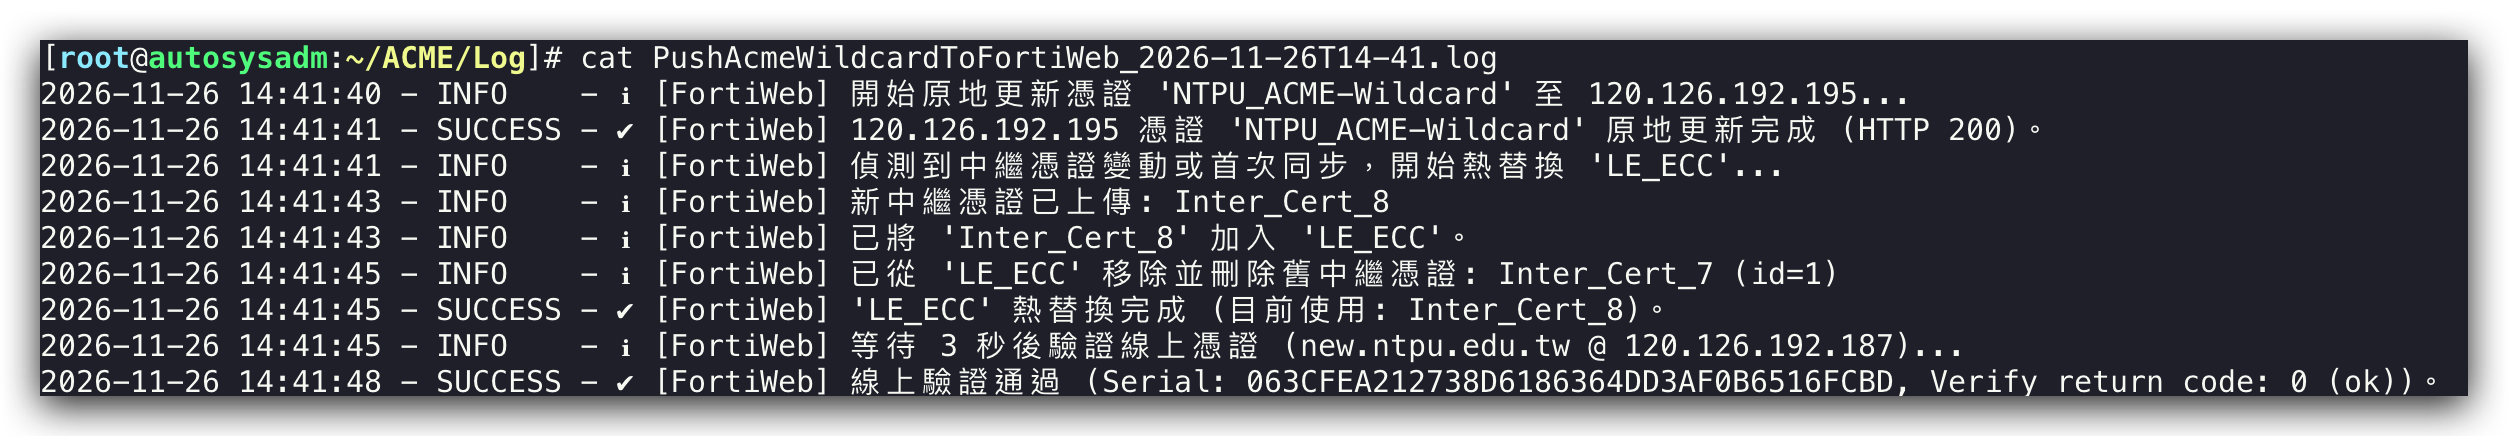 [root@autosysadm:~/ACME/Log]# cat PushAcmeWildcardToFortiWeb_2026-11-26T14-41.log
2026-11-26 14:41:40 - INFO     - ℹ [FortiWeb] 開始原地更新憑證 'NTPU_ACME-Wildcard' 至 120.126.192.195...
2026-11-26 14:41:41 - SUCCESS - ✔ [FortiWeb] 120.126.192.195 憑證 'NTPU_ACME-Wildcard' 原地更新完成 (HTTP 200)。
2026-11-26 14:41:41 - INFO     - ℹ [FortiWeb] 偵測到中繼憑證變動或首次同步，開始熱替換 'LE_ECC'...
2026-11-26 14:41:43 - INFO     - ℹ [FortiWeb] 新中繼憑證已上傳: Inter_Cert_8
2026-11-26 14:41:43 - INFO     - ℹ [FortiWeb] 已將 'Inter_Cert_8' 加入 'LE_ECC'。
2026-11-26 14:41:45 - INFO     - ℹ [FortiWeb] 已從 'LE_ECC' 移除並刪除舊中繼憑證: Inter_Cert_7 (id=1)
2026-11-26 14:41:45 - SUCCESS - ✔ [FortiWeb] 'LE_ECC' 熱替換完成 (目前使用: Inter_Cert_8)。
2026-11-26 14:41:45 - INFO     - ℹ [FortiWeb] 等待 3 秒後驗證線上憑證 (new.ntpu.edu.tw @ 120.126.192.187)...
2026-11-26 14:41:48 - SUCCESS - ✔ [FortiWeb] 線上驗證通過 (Serial: 063CFEA212738D6186364DD3AF0B6516FCBD, Verify return code: 0 (ok))。